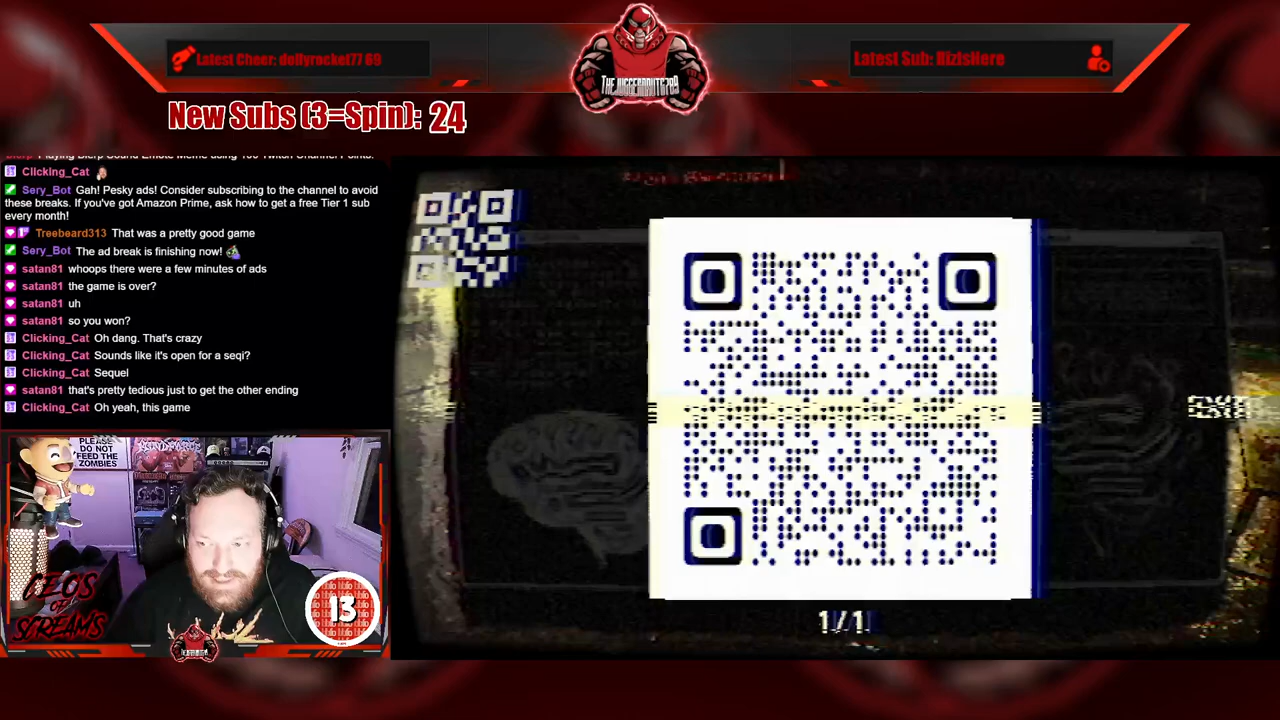 Latest Cheer: dollyrocket77 89
THEJUGGERNAUT6789
Latest Sub: RizIsHere
New Subs (3=Spin): 24
Clicking_Cat
Sery_Bot Gah! Pesky ads! Consider subscribing to the channel to avoid
these breaks. If you've got Amazon Prime, ask how to get a free Tier 1 sub
every month!
Treebeard313 That was a pretty good game
Sery_Bot The ad break is finishing now!
satan81 whoops there were a few minutes of ads
satan81 the game is over?
satan81 uh
satan81 so you won?
Clicking_Cat Oh dang. That's crazy
Clicking_Cat Sounds like it's open for a seqi?
Clicking_Cat Sequel
satan81 that's pretty tedious just to get the other ending
Clicking_Cat Oh yeah, this game
PLEASE
DO NOT
FEED THE
ZOMBIES
OF
SCREAMS
13
1/1